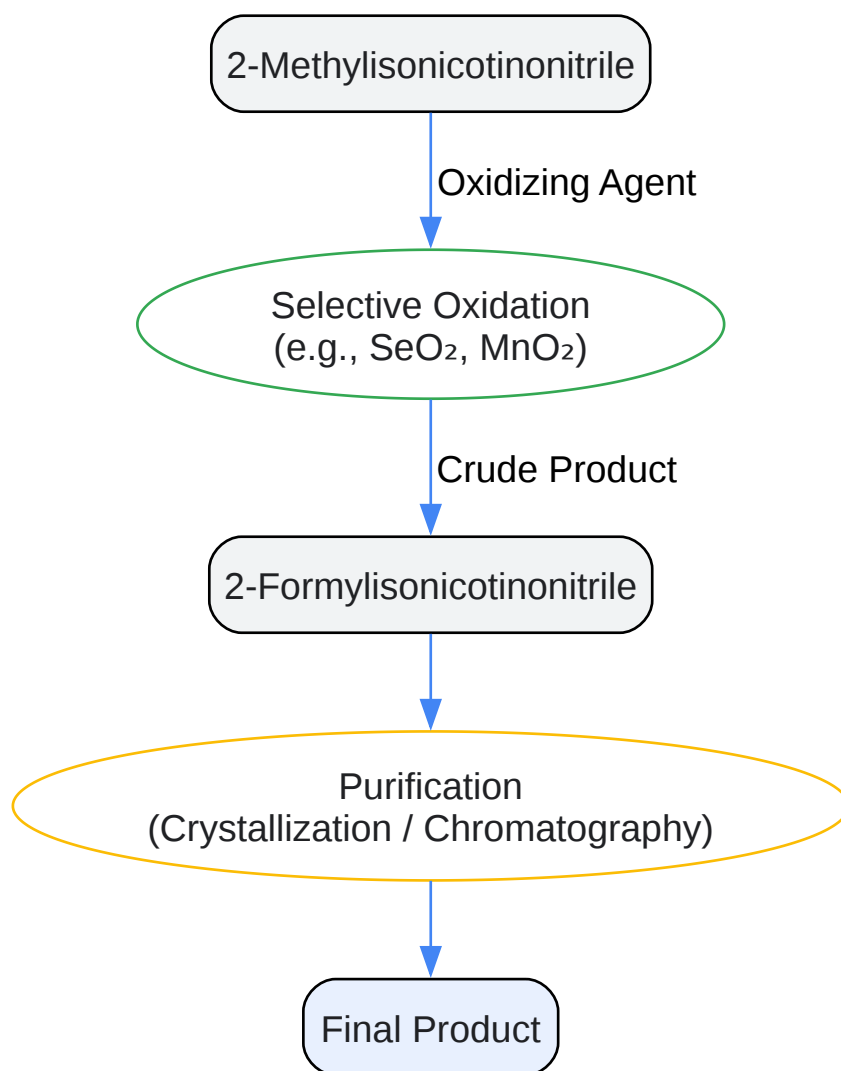 2-Methylisonicotinonitrile
Oxidizing Agent
Selective Oxidation
(e.g., SeO₂, MnO₂)
Crude Product
2-Formylisonicotinonitrile
Purification
(Crystallization / Chromatography)
Final Product